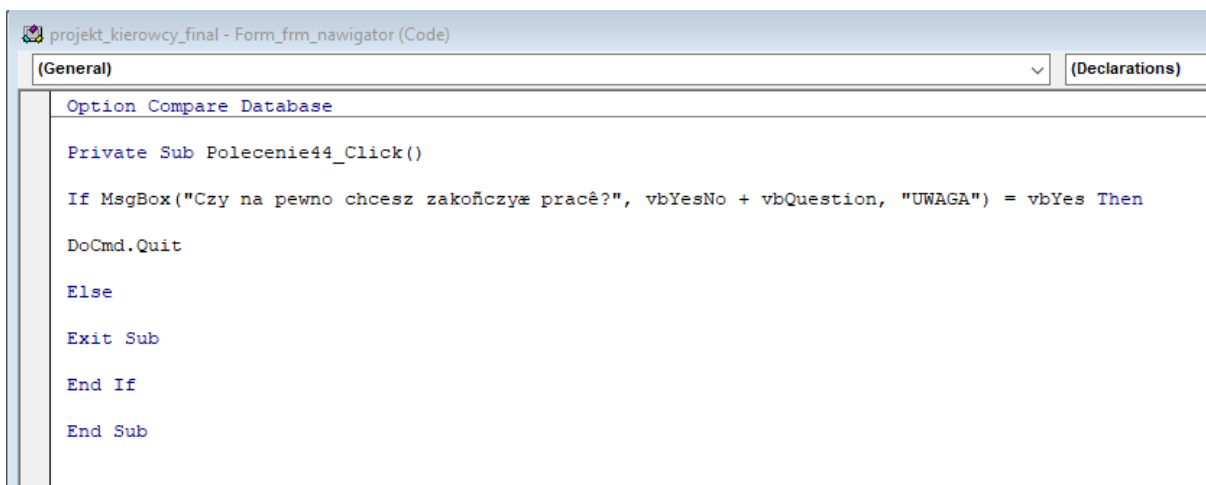 projekt_kierowcy_final - Form_frm_nawigator (Code)
(General) (Declarations)
Option Compare Database
Private Sub Polecenie44_Click()
If MsgBox("Czy na pewno chcesz zakoñczyæ pracê?", vbYesNo + vbQuestion, "UWAGA") = vbYes Then
DoCmd.Quit
Else
Exit Sub
End If
End Sub